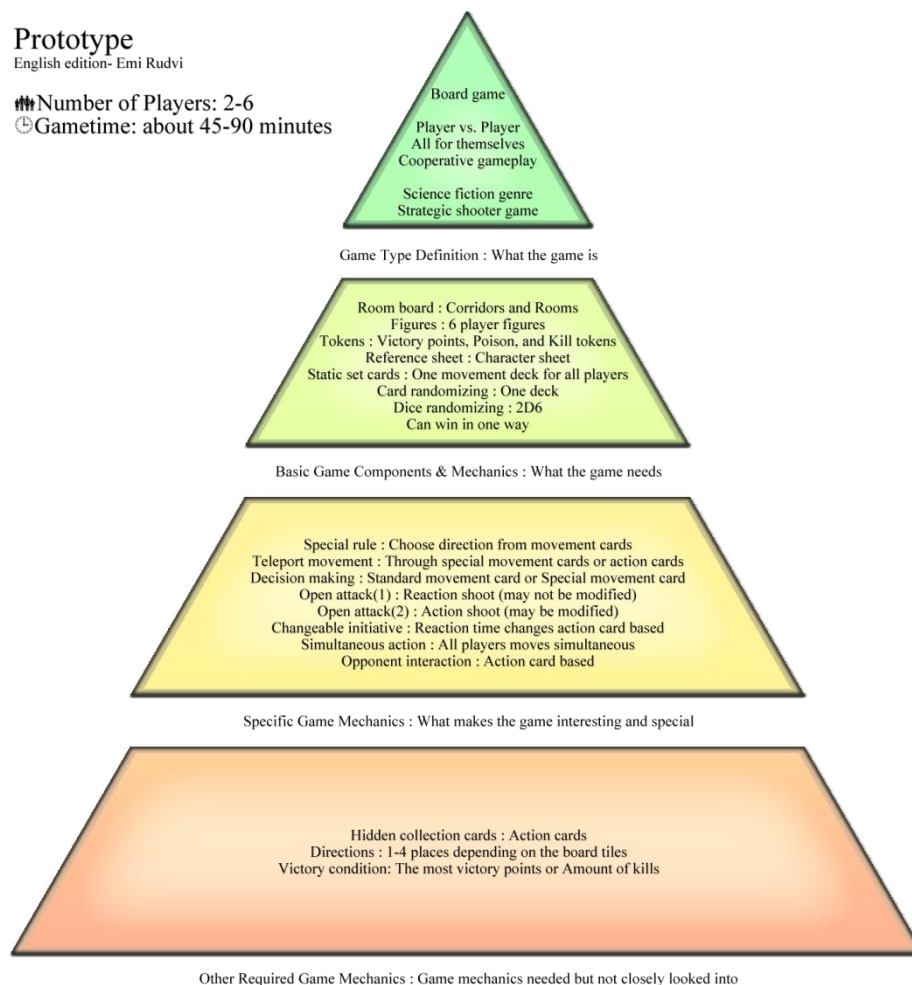 Prototype
English edition- Emi Rudvi
Number of Players: 2-6
Gametime: about 45-90 minutes
Board game
Player vs. Player
All for themselves
Cooperative gameplay
Science fiction genre
Strategic shooter game
Game Type Definition : What the game is
Room board : Corridors and Rooms
Figures : 6 player figures
Tokens : Victory points, Poison, and Kill tokens
Reference sheet : Character sheet
Static set cards : One movement deck for all players
Card randomizing : One deck
Dice randomizing : 2D6
Can win in one way
Basic Game Components & Mechanics : What the game needs
Special rule : Choose direction from movement cards
Teleport movement : Through special movement cards or action cards
Decision making : Standard movement card or Special movement card
Open attack(1) : Reaction shoot (may not be modified)
Open attack(2) : Action shoot (may be modified)
Changeable initiative : Reaction time changes action card based
Simultaneous action : All players moves simultaneous
Opponent interaction : Action card based
Specific Game Mechanics : What makes the game interesting and special
Hidden collection cards : Action cards
Directions : 1-4 places depending on the board tiles
Victory condition: The most victory points or Amount of kills
Other Required Game Mechanics : Game mechanics needed but not closely looked into